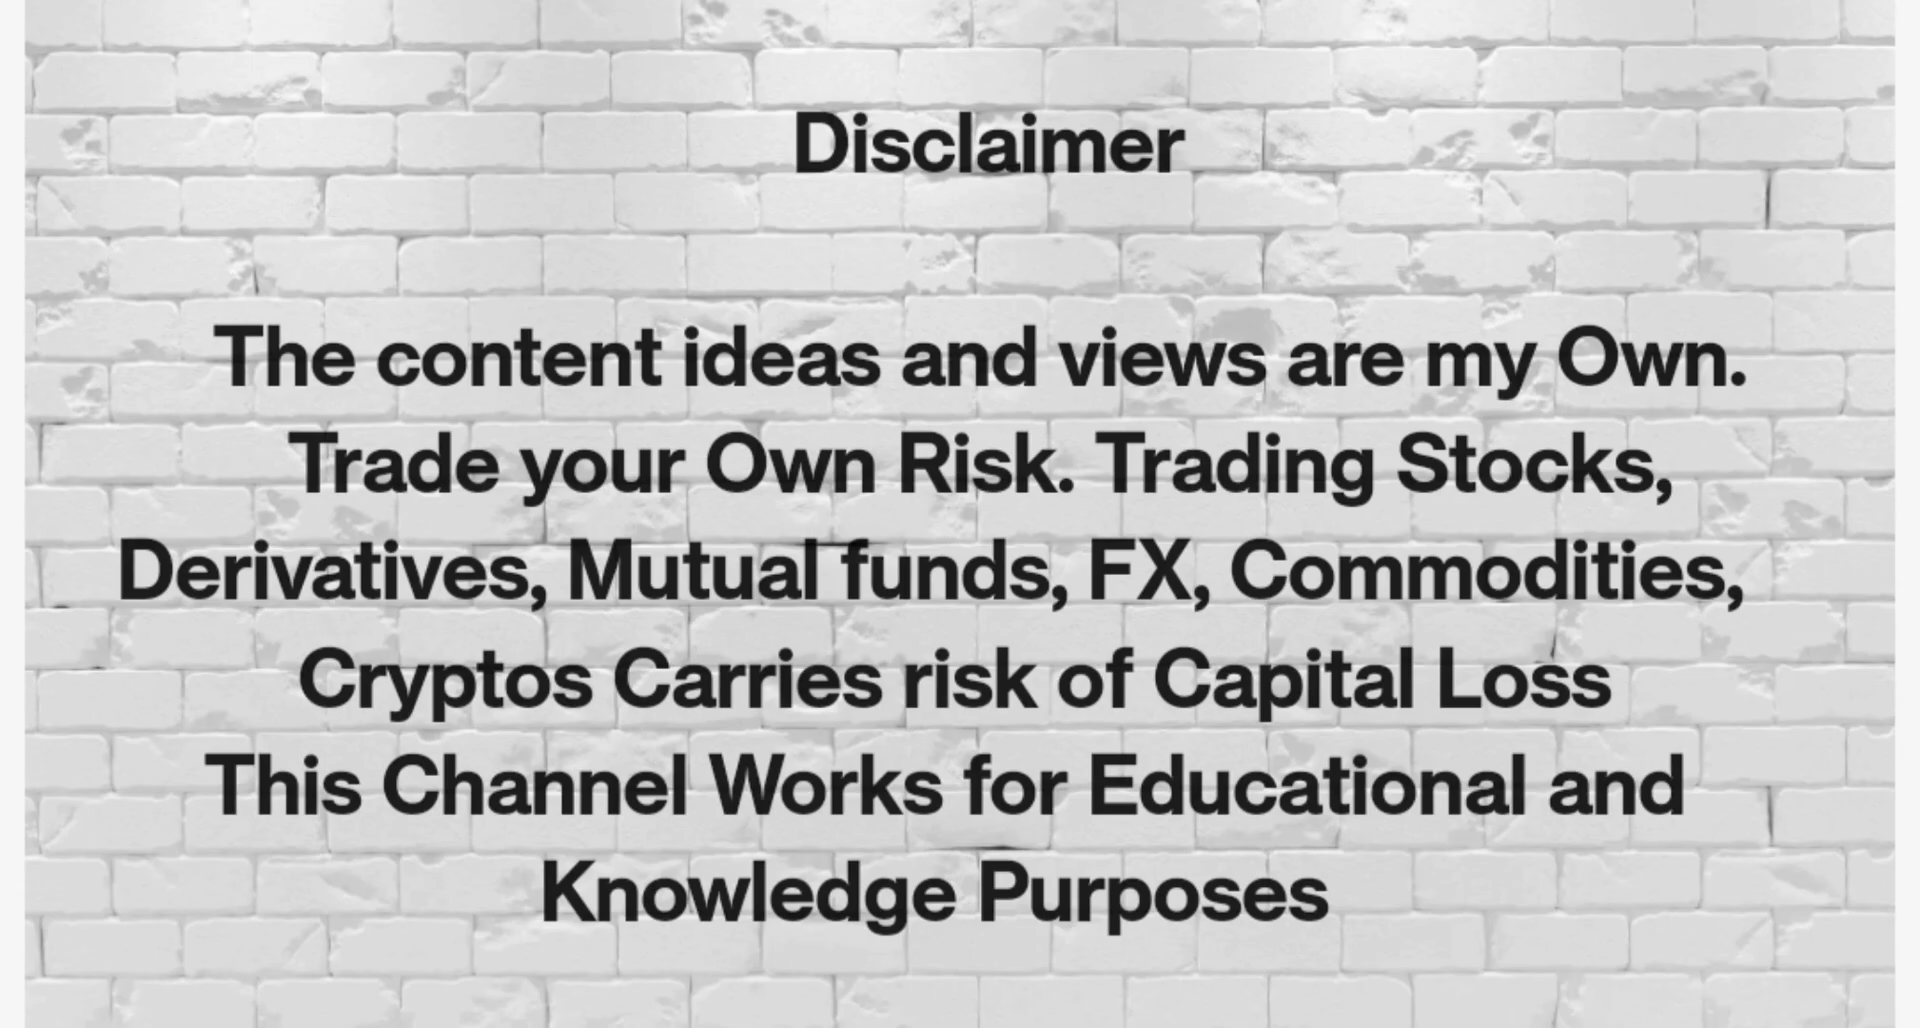 Disclaimer
The content ideas and views are my Own.
Trade your Own Risk. Trading Stocks,
Derivatives, Mutual funds, FX, Commodities,
Cryptos Carries risk of Capital Loss
This Channel Works for Educational and
Knowledge Purposes